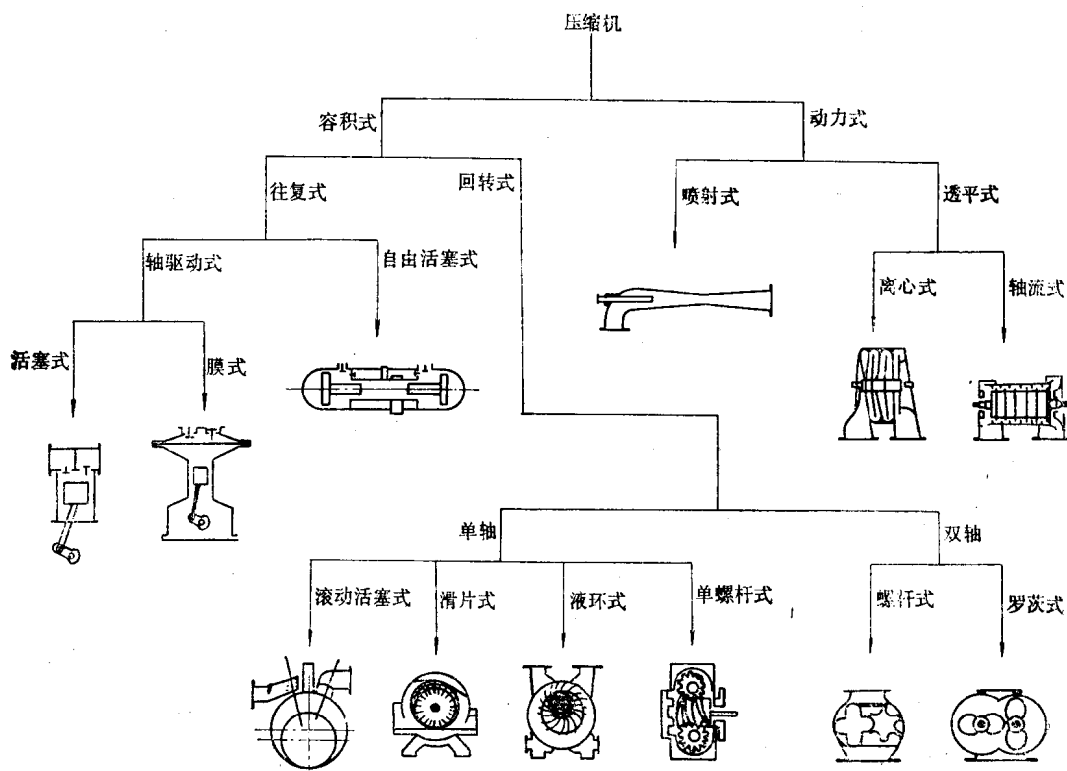 压缩机
容积式
动力式
往复式
回转式
喷射式
透平式
轴驱动式
自由活塞式
离心式
轴流式
活塞式
膜式
单轴
双轴
滚动活塞式
滑片式
液环式
单螺杆式
螺杆式
罗茨式